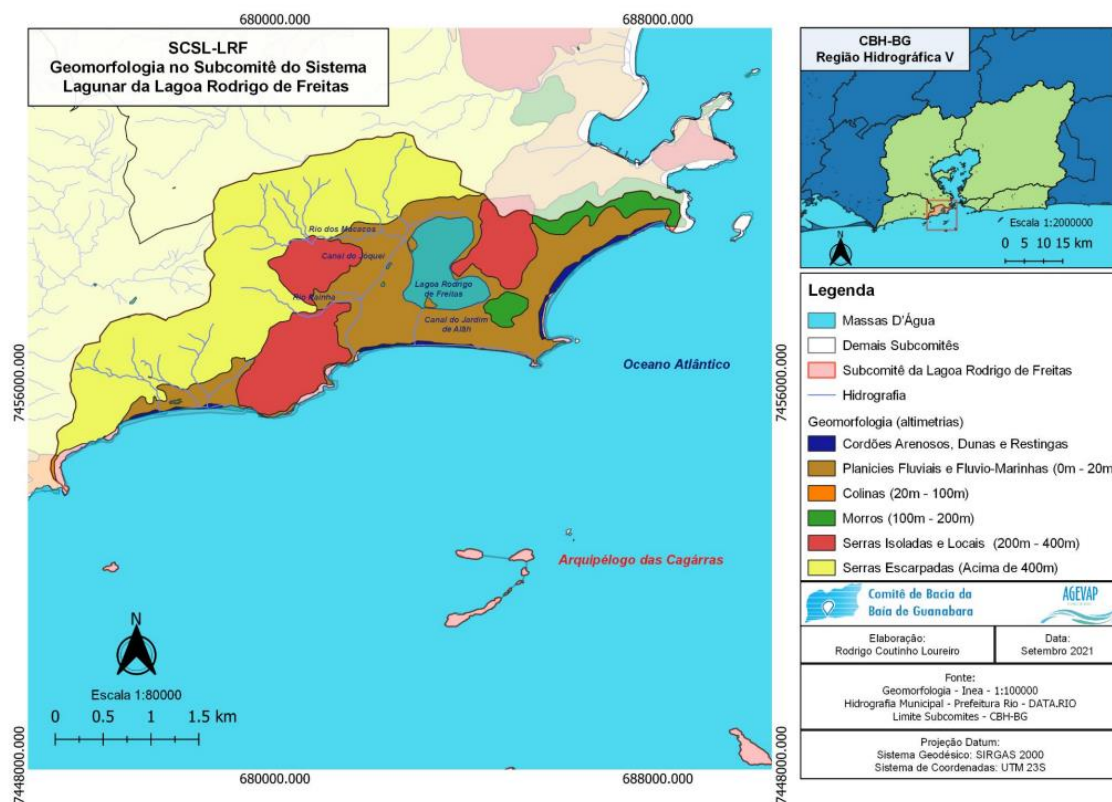 680000.000
688000.000
SCSL-LRF
Geomorfologia no Subcomitê do Sistema
Lagunar da Lagoa Rodrigo de Freitas
Rio dos Macacos
Canal do Joquei
Rio Rainha
Lagoa Rodrigo
de Freitas
Canal do Jardim
de Alah
Oceano Atlântico
Arquipélogo das Cagárras
7456000.000
7456000.000
N
Escala 1:80000
0 0.5 1 1.5 km
7448000.000
7448000.000
680000.000
688000.000
CBH-BG
Região Hidrográfica V
N
Escala 1:2000000
0 5 10 15 km
Legenda
Massas D'Água
Demais Subcomitês
Subcomitê da Lagoa Rodrigo de Freitas
Hidrografia
Geomorfologia (altimetrias)
Cordões Arenosos, Dunas e Restingas
Planicies Fluviais e Fluvio-Marinhas (0m - 20m
Colinas (20m - 100m)
Morros (100m - 200m)
Serras Isoladas e Locais (200m - 400m)
Serras Escarpadas (Acima de 400m)
Comitê de Bacia da
Baía de Guanabara
AGEVAP
Elaboração:
Rodrigo Coutinho Loureiro
Data:
Setembro 2021
Fonte:
Geomorfologia - Inea - 1:100000
Hidrografia Municipal - Prefeitura Rio - DATA.RIO
Limite Subcomites - CBH-BG
Projeção Datum:
Sistema Geodésico: SIRGAS 2000
Sistema de Coordenadas: UTM 23S